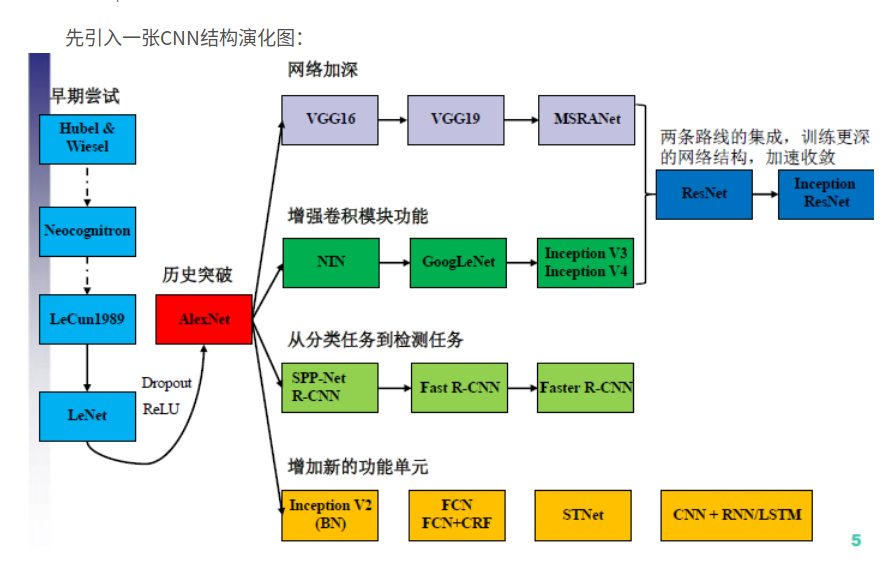 先引入一张CNN结构演化图：
网络加深
早期尝试
Hubel &
Wiesel
VGG16
VGG19
MSRANet
两条路线的集成，训练更深
的网络结构，加速收敛
ResNet
Inception
ResNet
Neocognitron
增强卷积模块功能
NIN
GoogLeNet
Inception V3
Inception V4
历史突破
LeCun1989
AlexNet
从分类任务到检测任务
SPP-Net
R-CNN
Fast R-CNN
Faster R-CNN
Dropout
ReLU
LeNet
增加新的功能单元
Inception V2
(BN)
FCN
FCN+CRF
STNet
CNN + RNN/LSTM
5